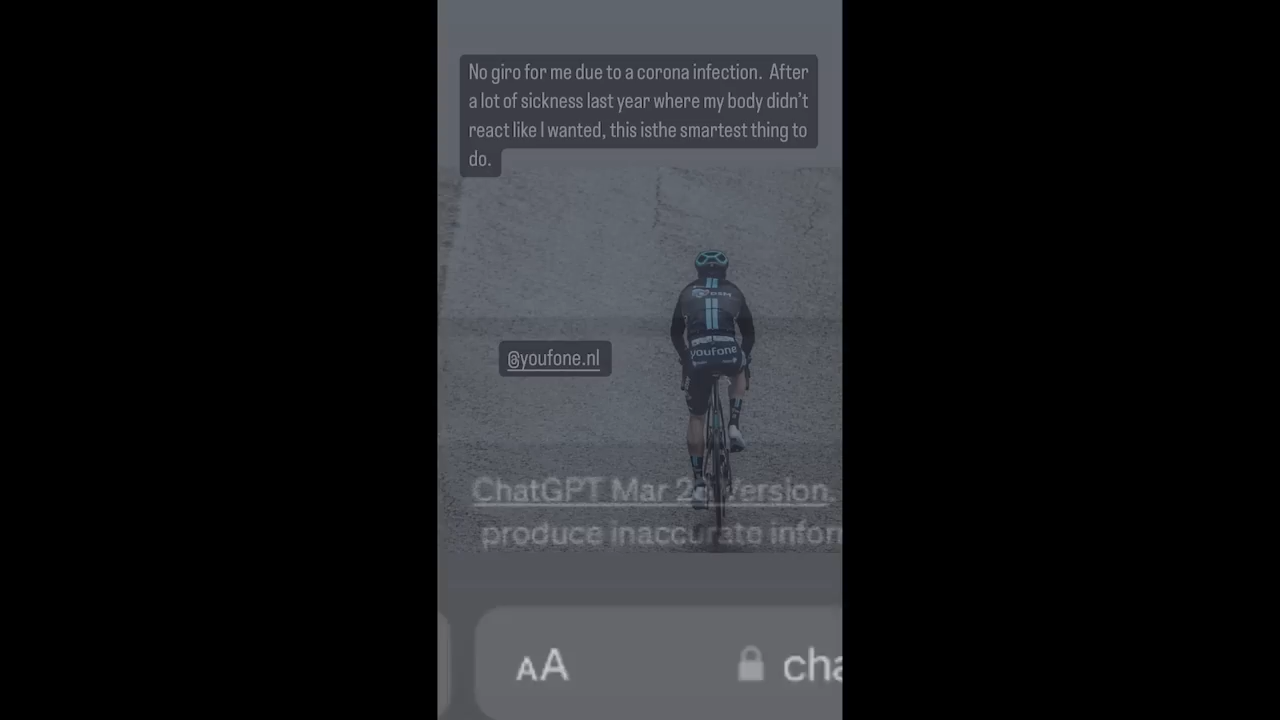 No giro for me due to a corona infection. After
a lot of sickness last year where my body didn't
react like I wanted, this isthe smartest thing to
do.
@youfone.nl
youfone
ChatGPT Mar
ersion.
produce inaccurate
AA